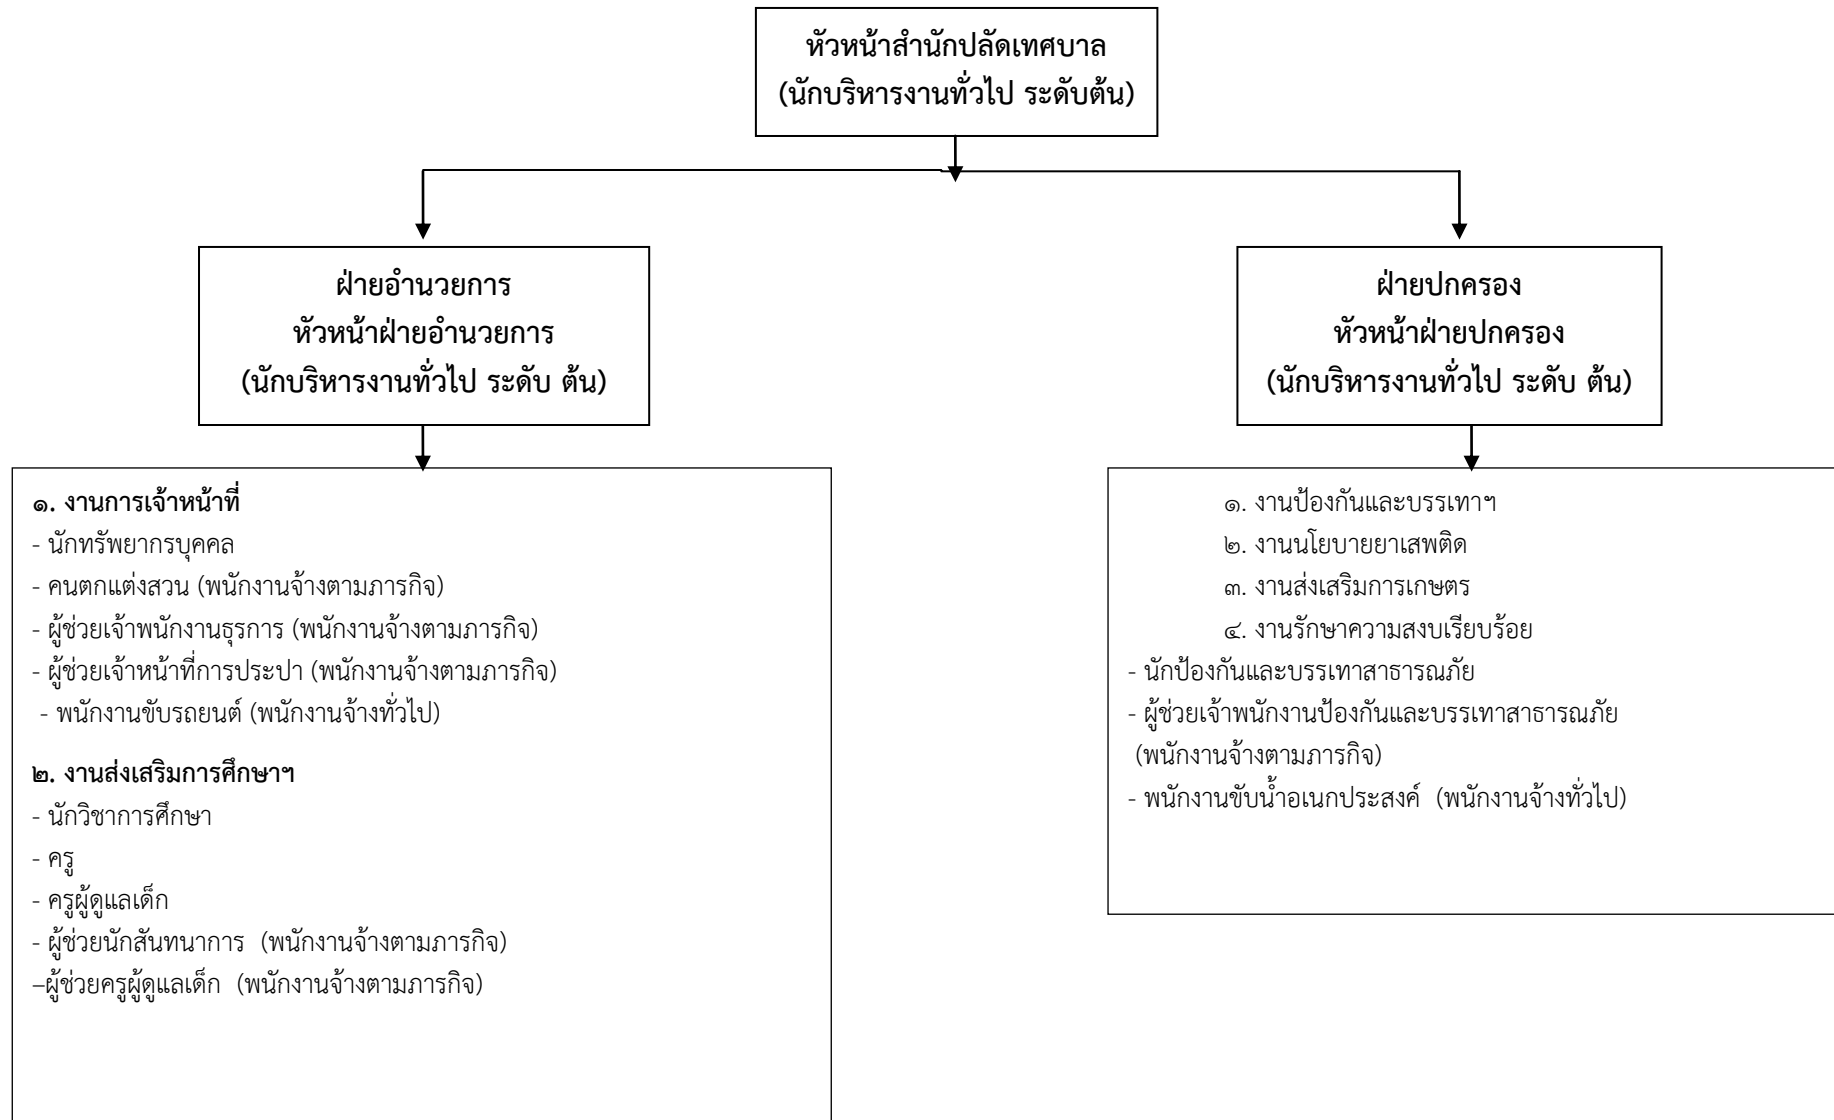 หัวหน้าสำนักปลัดเทศบาล
(นักบริหารงานทั่วไป ระดับต้น)
ฝ่ายอำนวยการ
หัวหน้าฝ่ายอำนวยการ
(นักบริหารงานทั่วไป ระดับ ต้น)
ฝ่ายปกครอง
หัวหน้าฝ่ายปกครอง
(นักบริหารงานทั่วไป ระดับ ต้น)
๑. งานการเจ้าหน้าที่
- นักทรัพยากรบุคคล
- คนตกแต่งสวน (พนักงานจ้างตามภารกิจ)
- ผู้ช่วยเจ้าพนักงานธุรการ (พนักงานจ้างตามภารกิจ)
- ผู้ช่วยเจ้าหน้าที่การประปา (พนักงานจ้างตามภารกิจ)
- พนักงานขับรถยนต์ (พนักงานจ้างทั่วไป)
๒. งานส่งเสริมการศึกษาฯ
- นักวิชาการศึกษา
- ครู
- ครูผู้ดูแลเด็ก
- ผู้ช่วยนักสันทนาการ (พนักงานจ้างตามภารกิจ)
–ผู้ช่วยครูผู้ดูแลเด็ก (พนักงานจ้างตามภารกิจ)
๑. งานป้องกันและบรรเทาฯ
๒. งานนโยบายยาเสพติด
๓. งานส่งเสริมการเกษตร
๔. งานรักษาความสงบเรียบร้อย
- นักป้องกันและบรรเทาสาธารณภัย
- ผู้ช่วยเจ้าพนักงานป้องกันและบรรเทาสาธารณภัย
(พนักงานจ้างตามภารกิจ)
- พนักงานขับน้ำอเนกประสงค์ (พนักงานจ้างทั่วไป)